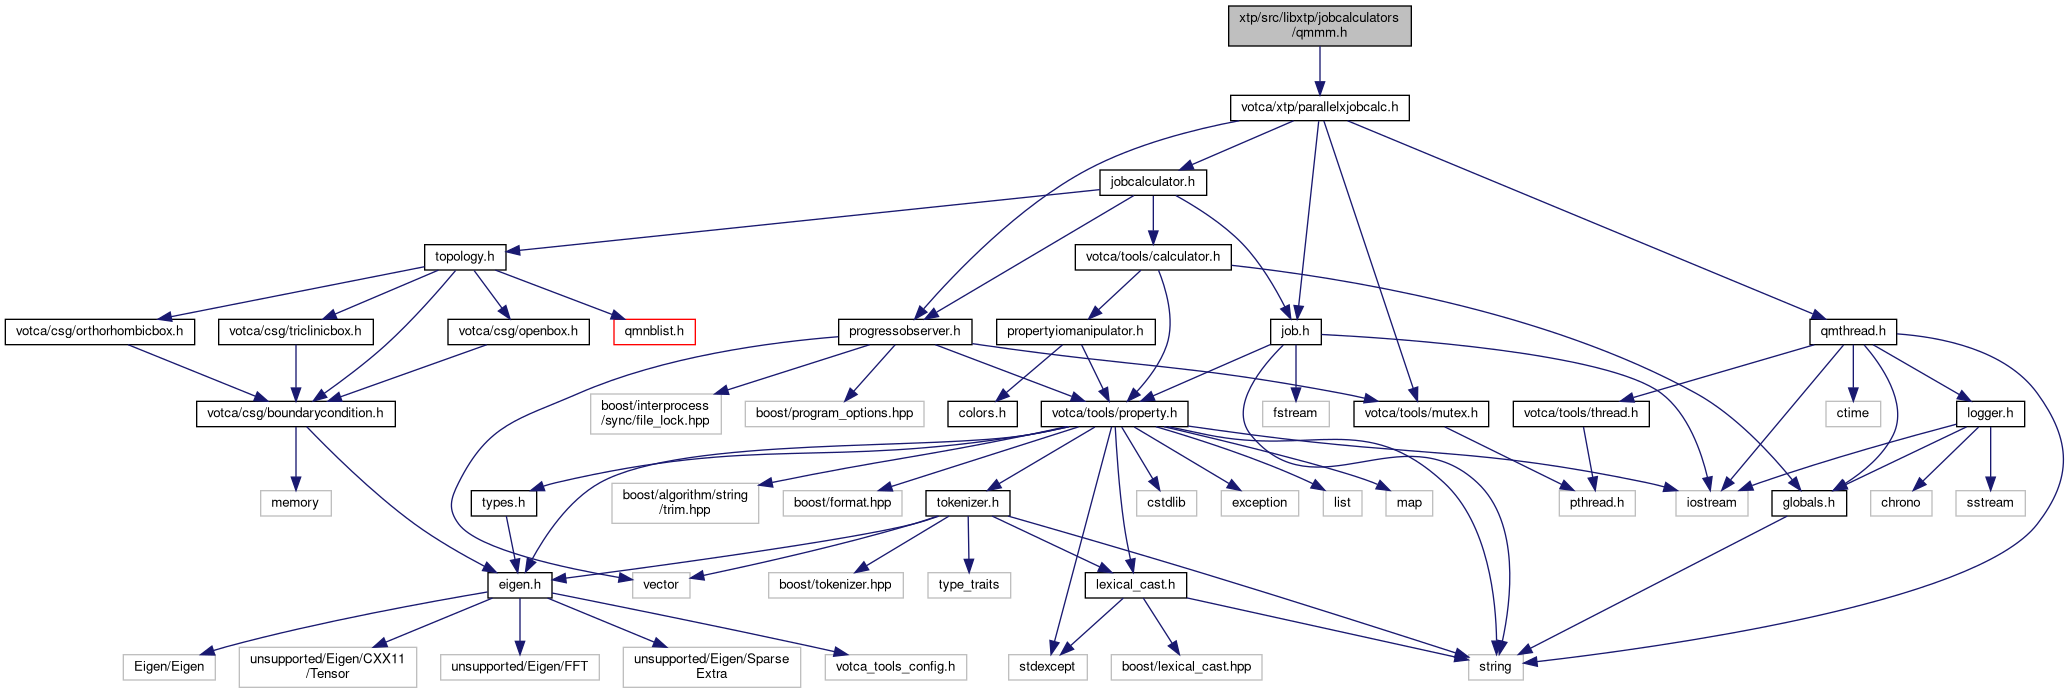 xtp/src/libxtp/jobcalculators
/qmmm.h
votca/xtp/parallelxjobcalc.h
jobcalculator.h
topology.h
votca/tools/calculator.h
votca/csg/orthorhombicbox.h
votca/csg/triclinicbox.h
votca/csg/openbox.h
qmnblist.h
progressobserver.h
propertyiomanipulator.h
job.h
qmthread.h
votca/csg/boundarycondition.h
boost/interprocess
/sync/file_lock.hpp
boost/program_options.hpp
colors.h
votca/tools/property.h
fstream
votca/tools/mutex.h
votca/tools/thread.h
ctime
logger.h
memory
types.h
boost/algorithm/string
/trim.hpp
boost/format.hpp
tokenizer.h
cstdlib
exception
list
map
pthread.h
iostream
globals.h
chrono
sstream
eigen.h
vector
boost/tokenizer.hpp
type_traits
lexical_cast.h
Eigen/Eigen
unsupported/Eigen/CXX11
/Tensor
unsupported/Eigen/FFT
unsupported/Eigen/Sparse
Extra
votca_tools_config.h
stdexcept
boost/lexical_cast.hpp
string